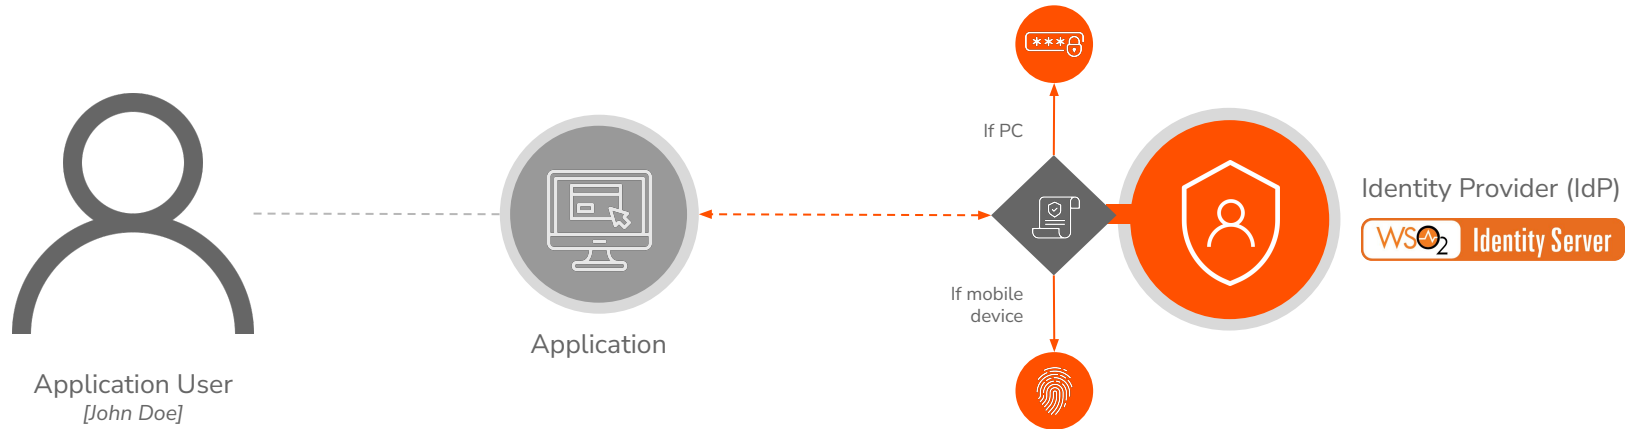 If PC
Identity Provider (IdP)
WSO2 Identity Server
If mobile
device
Application
Application User
[John Doe]